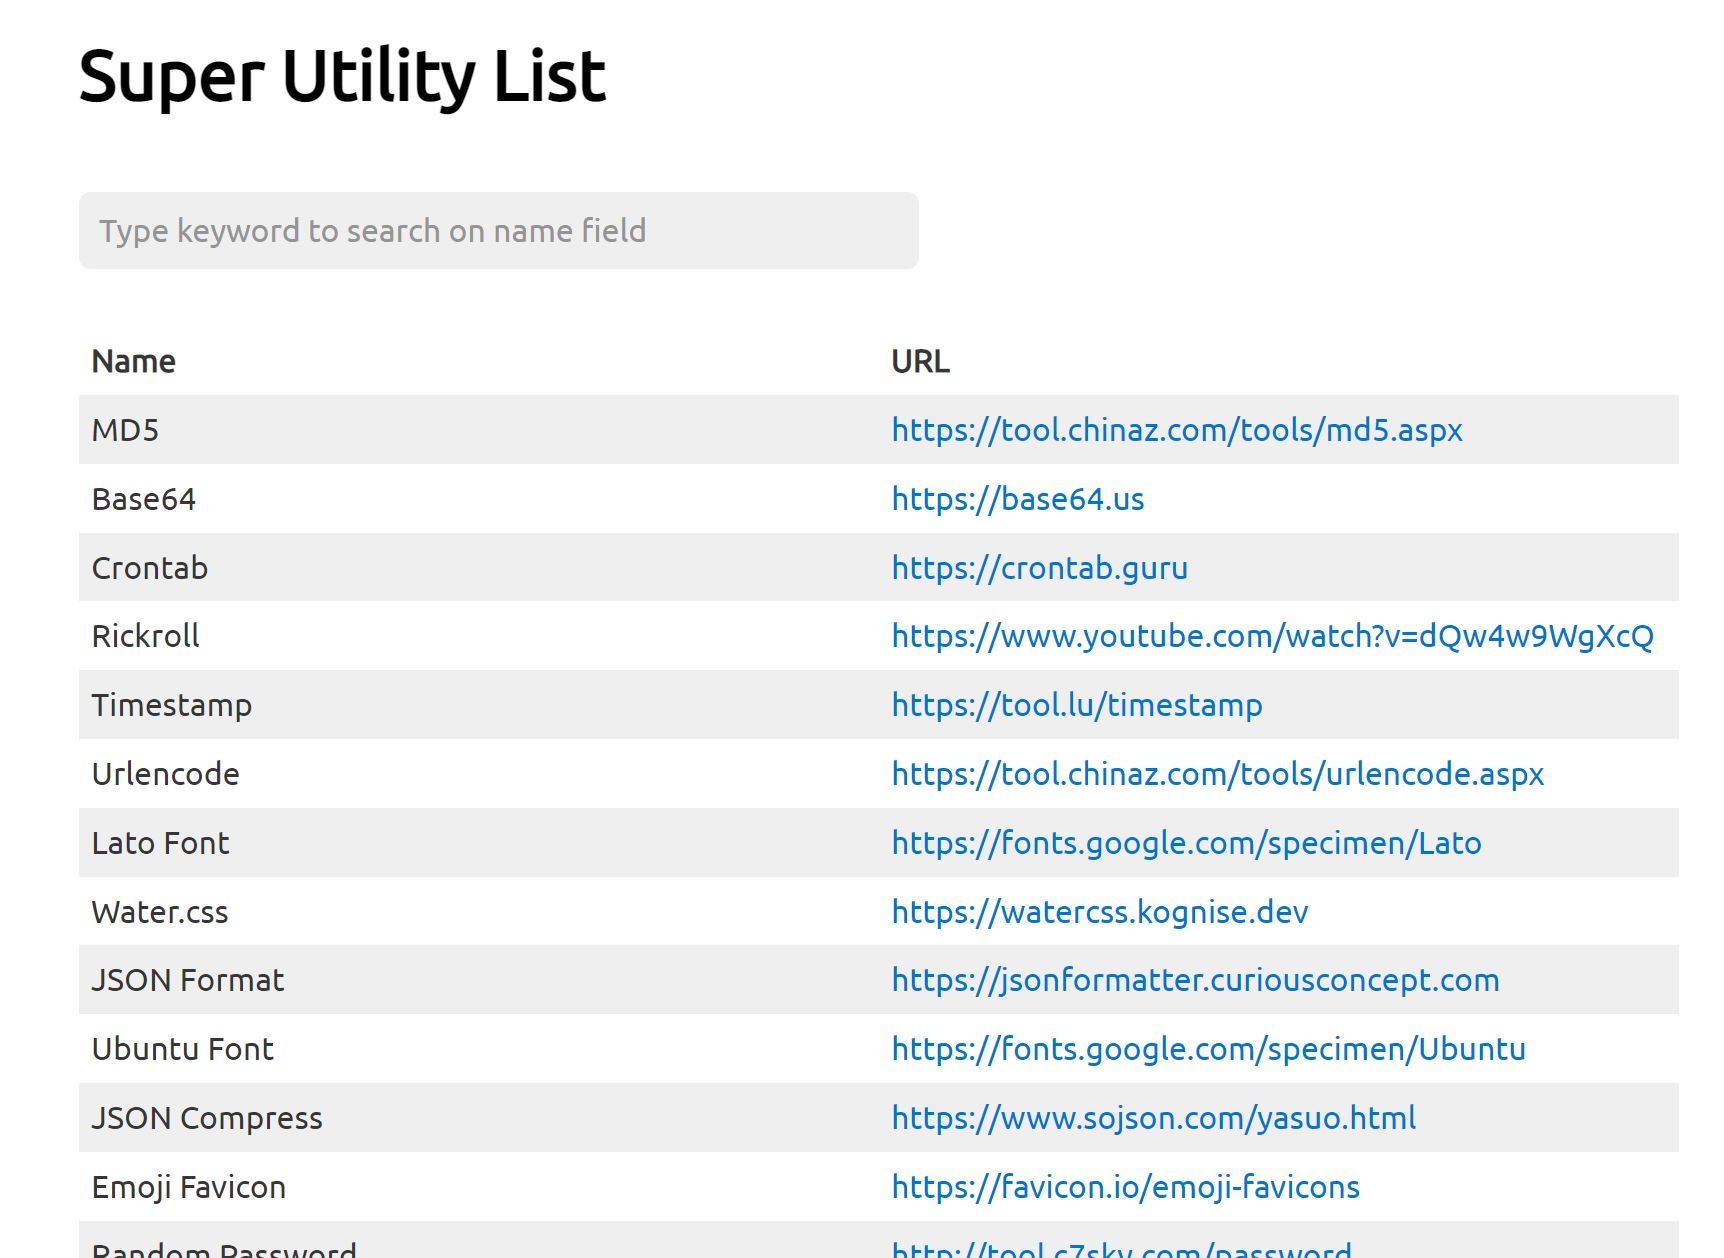 Super Utility List
Type keyword to search on name field
Name URL
MD5 https://tool.chinaz.com/tools/md5.aspx
Base64 https://base64.us
Crontab https://crontab.guru
Rickroll https://www.youtube.com/watch?v=dQw4w9WgXcQ
Timestamp https://tool.lu/timestamp
Urlencode https://tool.chinaz.com/tools/urlencode.aspx
Lato Font https://fonts.google.com/specimen/Lato
Water.css https://watercss.kognise.dev
JSON Format https://jsonformatter.curiousconcept.com
Ubuntu Font https://fonts.google.com/specimen/Ubuntu
JSON Compress https://www.sojson.com/yasuo.html
Emoji Favicon https://favicon.io/emoji-favicons
Random Password http://tool.c7sky.com/password